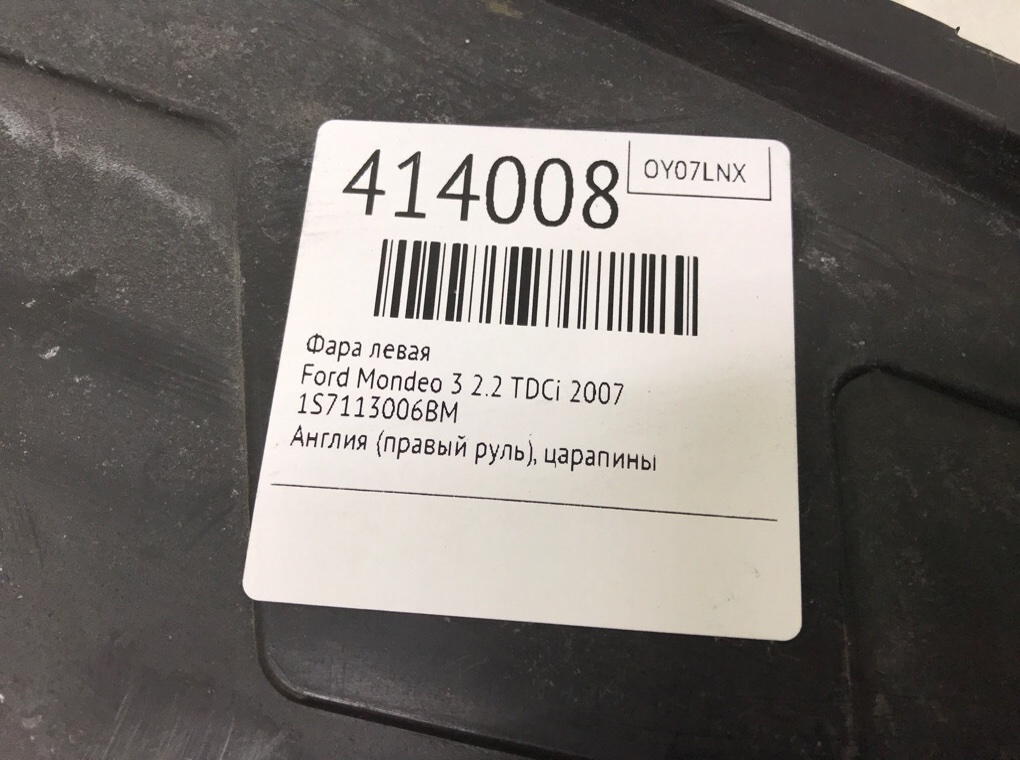 414008
OY07LNX
Фара левая
Ford Mondeo 3 2.2 TDCi 2007
1S7113006BM
Англия (правый руль), царапины